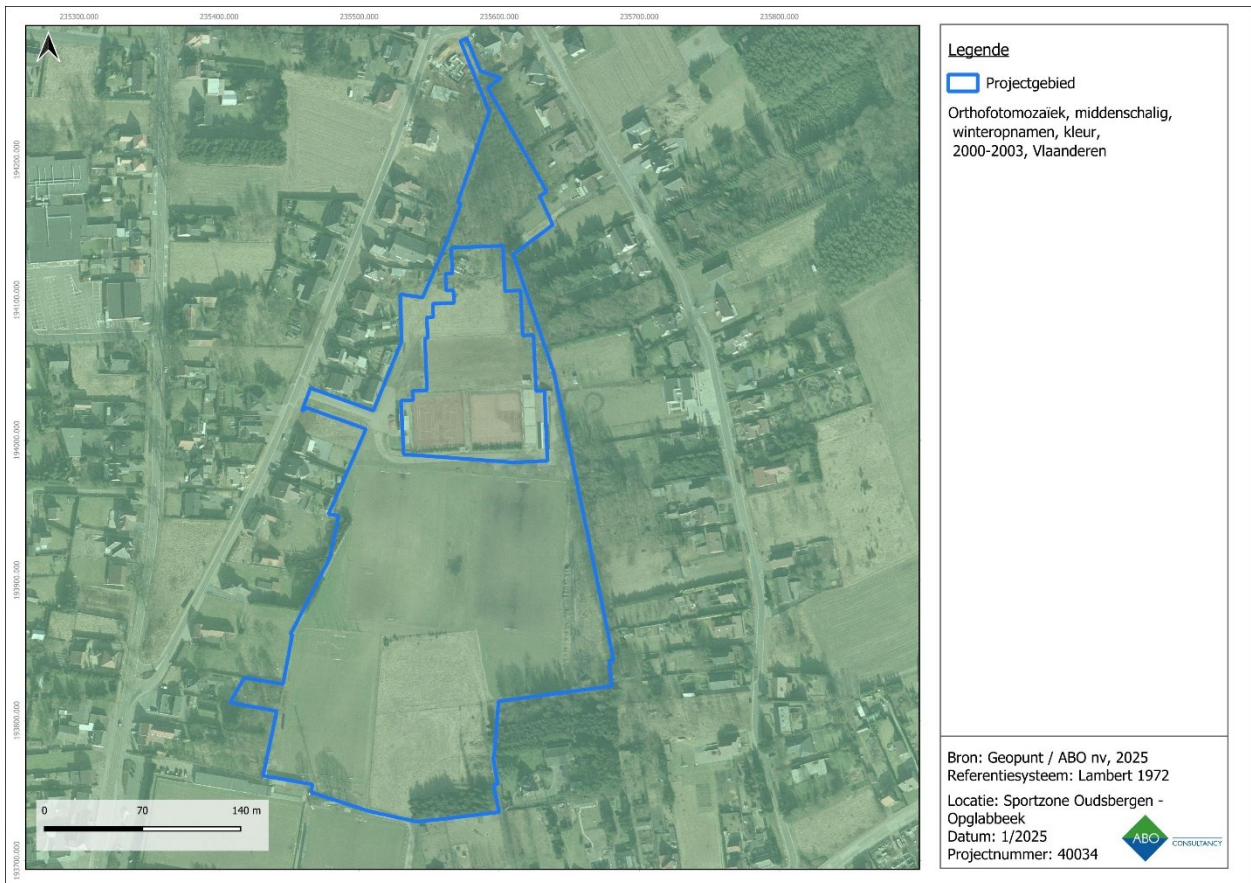 235300.000 235400.000 235500.000 235600.000 235700.000 235800.000
194200.000
194100.000
194000.000
193900.000
193800.000
193700.000
0 70 140 m
Legende
Projectgebied
Orthofotomozaïek, middenschalig,
winteropnamen, kleur,
2000-2003, Vlaanderen
Bron: Geopunt / ABO nv, 2025
Referentiesysteem: Lambert 1972
Locatie: Sportzone Oudsbergen -
Opglabbeek
Datum: 1/2025
Projectnummer: 40034
ABO CONSULTANCY